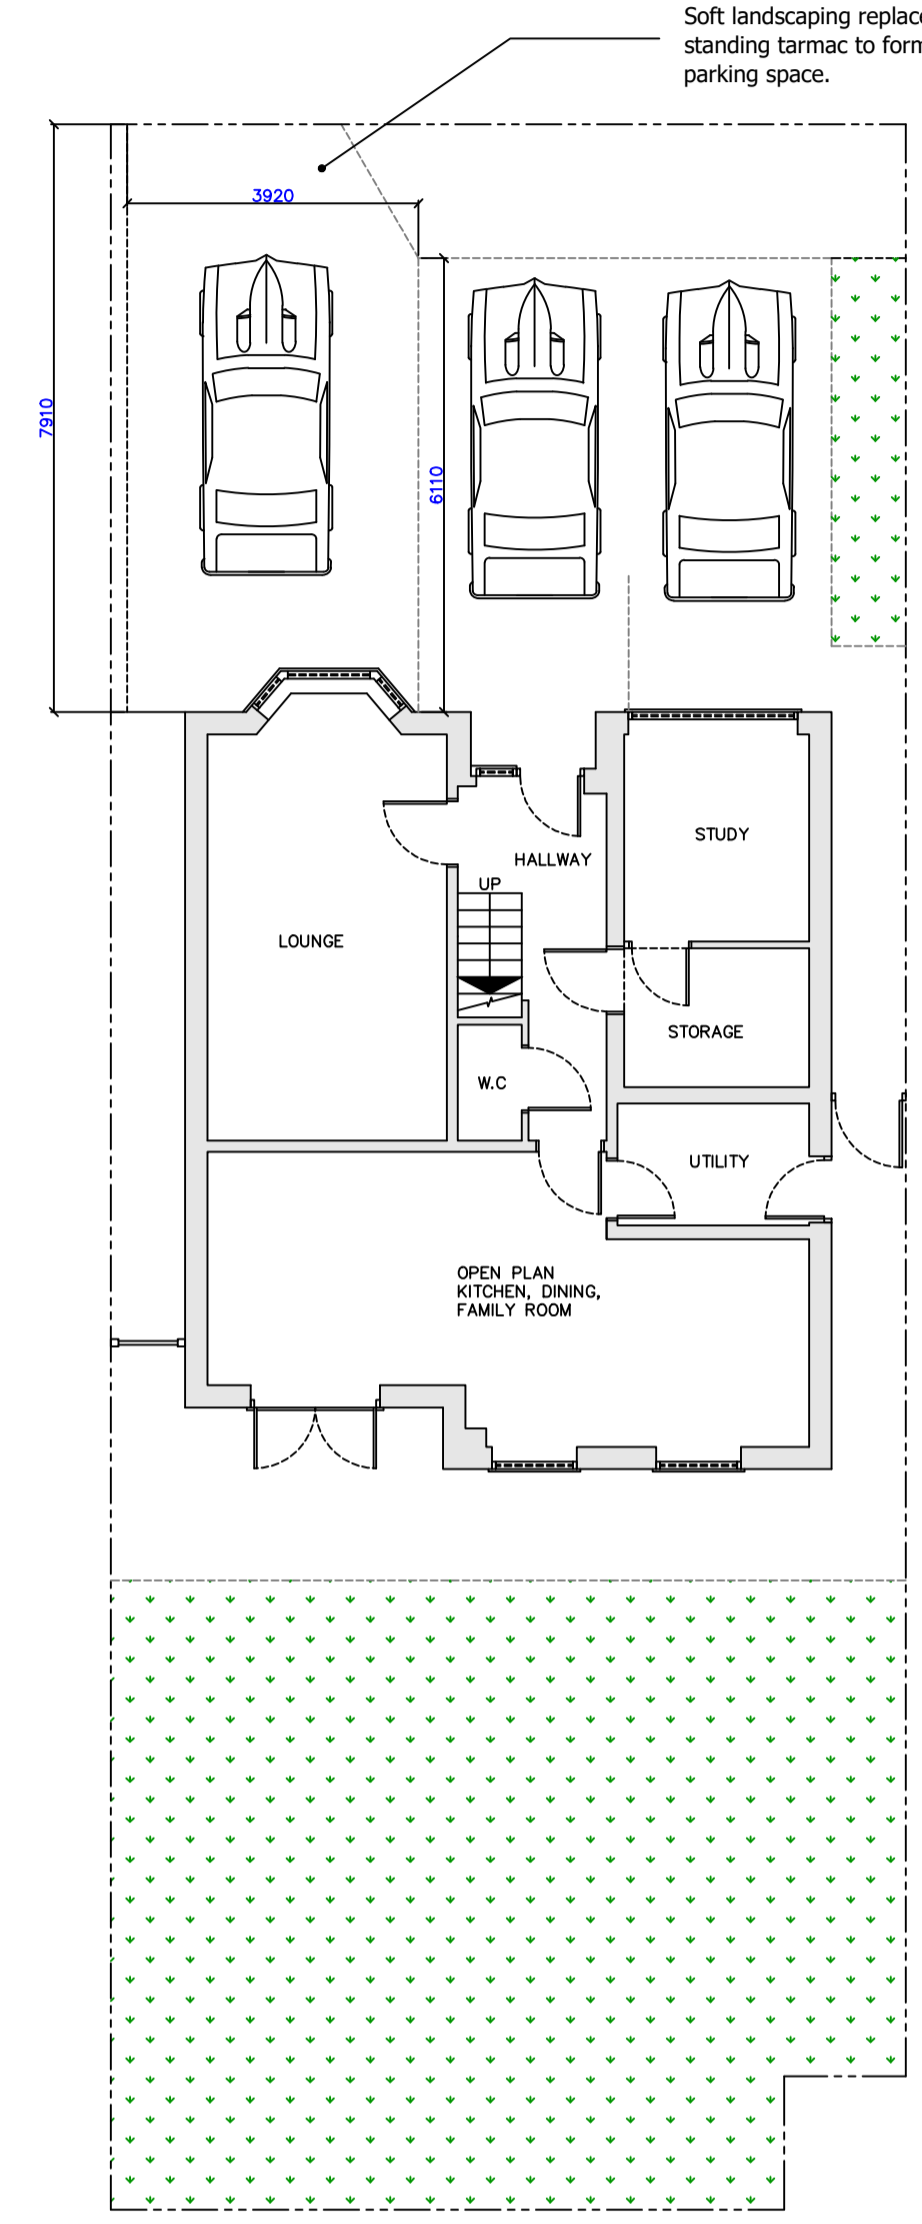 Soft landscaping replace
standing tarmac to form
parking space.
3920
7910
6110
STUDY
HALLWAY
UP
LOUNGE
STORAGE
W.C
UTILITY
OPEN PLAN
KITCHEN, DINING,
FAMILY ROOM